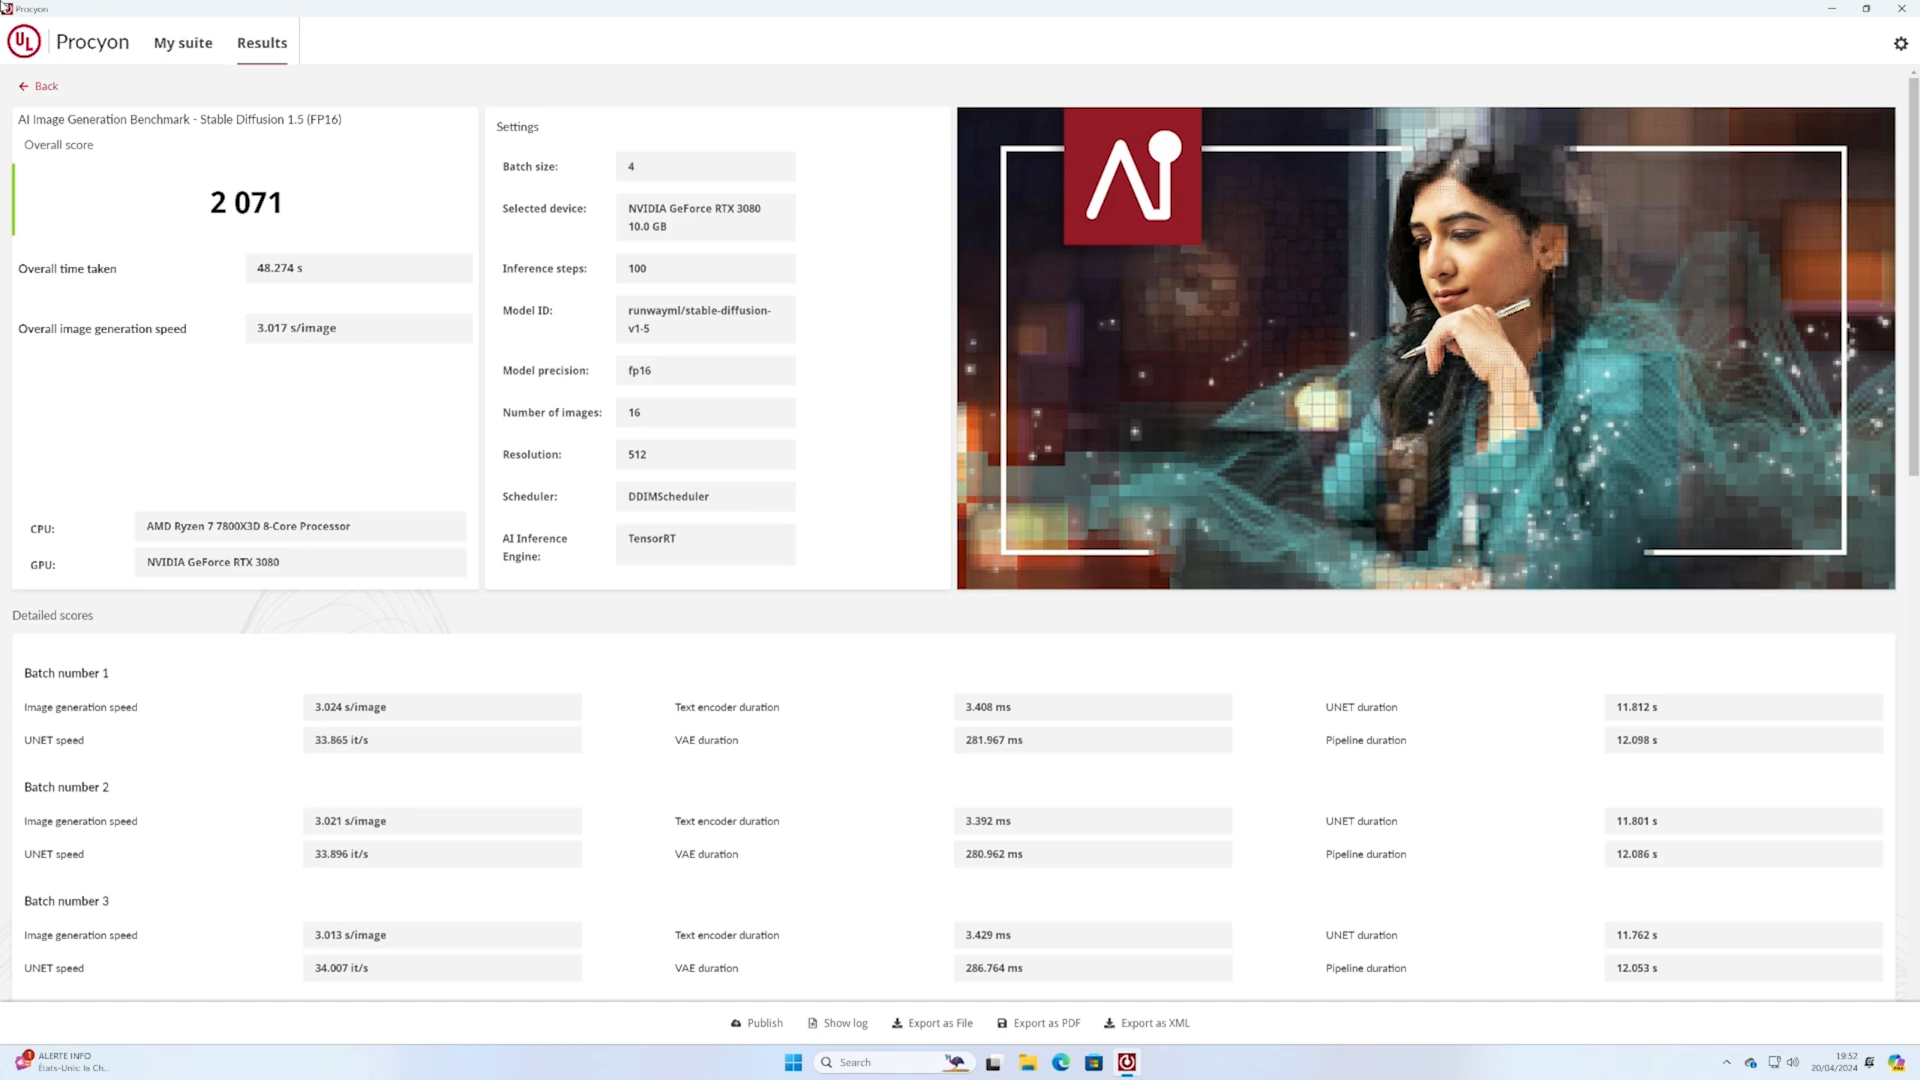 Procyon
UL Procyon My suite Results
Back
AI Image Generation Benchmark - Stable Diffusion 1.5 (FP16)
Overall score
2 071
Overall time taken 48.274 s
Overall image generation speed 3.017 s/image
CPU: AMD Ryzen 7 7800X3D 8-Core Processor
GPU: NVIDIA GeForce RTX 3080
Settings
Batch size: 4
Selected device: NVIDIA GeForce RTX 3080
10.0 GB
Inference steps: 100
Model ID: runwayml/stable-diffusion-
v1-5
Model precision: fp16
Number of images: 16
Resolution: 512
Scheduler: DDIMScheduler
AI Inference TensorRT
Engine:
AI
Detailed scores
Batch number 1
Image generation speed 3.024 s/image Text encoder duration 3.408 ms UNET duration 11.812 s
UNET speed 33.865 it/s VAE duration 281.967 ms Pipeline duration 12.098 s
Batch number 2
Image generation speed 3.021 s/image Text encoder duration 3.392 ms UNET duration 11.801 s
UNET speed 33.896 it/s VAE duration 280.962 ms Pipeline duration 12.086 s
Batch number 3
Image generation speed 3.013 s/image Text encoder duration 3.429 ms UNET duration 11.762 s
UNET speed 34.007 it/s VAE duration 286.764 ms Pipeline duration 12.053 s
Publish Show log Export as File Export as PDF Export as XML
1 ALERTE INFO
États-Unis: la Ch...
Search
19:52
20/04/2024